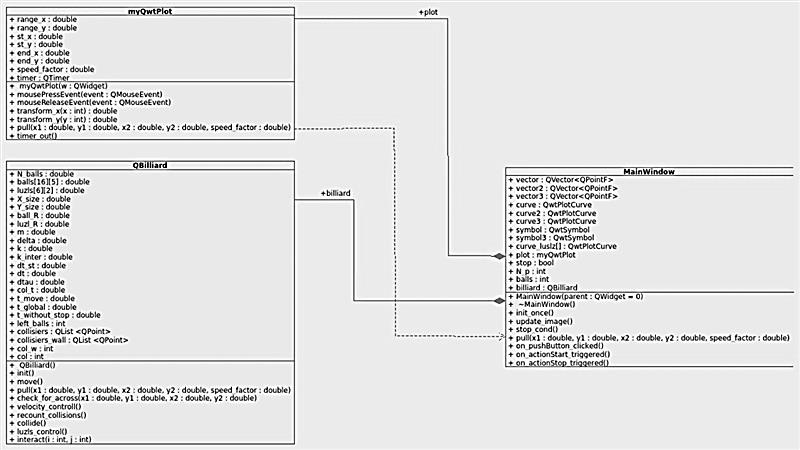 myQwtPlot
+ range_x : double
+ range_y : double
+ st_x : double
+ st_y : double
+ end_x : double
+ end_y : double
+ speed_factor : double
+ timer : QTimer
+ myQwtPlot(w : QWidget)
+ mousePressEvent(event : QMouseEvent)
+ mouseReleaseEvent(event : QMouseEvent)
+ transform_x(x : int) : double
+ transform_y(y : int) : double
+ pull(x1 : double, y1 : double, x2 : double, y2 : double, speed_factor : double)
+ timer_out()
+plot
QBilliard
+ N_balls : double
+ balls[16][5] : double
+ luzls[6][2] : double
+ X_size : double
+ Y_size : double
+ ball_R : double
+ luzl_R : double
+ m : double
+ delta : double
+ k : double
+ k_inter : double
+ dt_st : double
+ dt : double
+ dtau : double
+ col_t : double
+ t_move : double
+ t_global : double
+ t_without_stop : double
+ left_balls : int
+ collisiers : QList <QPoint>
+ collisiers_wall : QList <QPoint>
+ col_w : int
+ col : int
+ QBilliard()
+ init()
+ move()
+ pull(x1 : double, y1 : double, x2 : double, y2 : double, speed_factor : double)
+ check_for_across(x1 : double, y1 : double, x2 : double, y2 : double)
+ velocity_controll()
+ recount_collisions()
+ collide()
+ luzls_control()
+ interact(i : int, j : int)
+billiard
MainWindow
+ vector : QVector<QPointF>
+ vector2 : QVector<QPointF>
+ vector3 : QVector<QPointF>
+ curve : QwtPlotCurve
+ curve2 : QwtPlotCurve
+ curve3 : QwtPlotCurve
+ symbol : QwtSymbol
+ symbol3 : QwtSymbol
+ curve_luslz[] : QwtPlotCurve
+ plot : myQwtPlot
+ stop : bool
+ N_p : int
+ balls : int
+ billiard : QBilliard
+ MainWindow(parent : QWidget = 0)
+ ~MainWindow()
+ init_once()
+ update_image()
+ stop_cond()
+ pull(x1 : double, y1 : double, x2 : double, y2 : double, speed_factor : double)
+ on_pushButton_clicked()
+ on_actionStart_triggered()
+ on_actionStop_triggered()